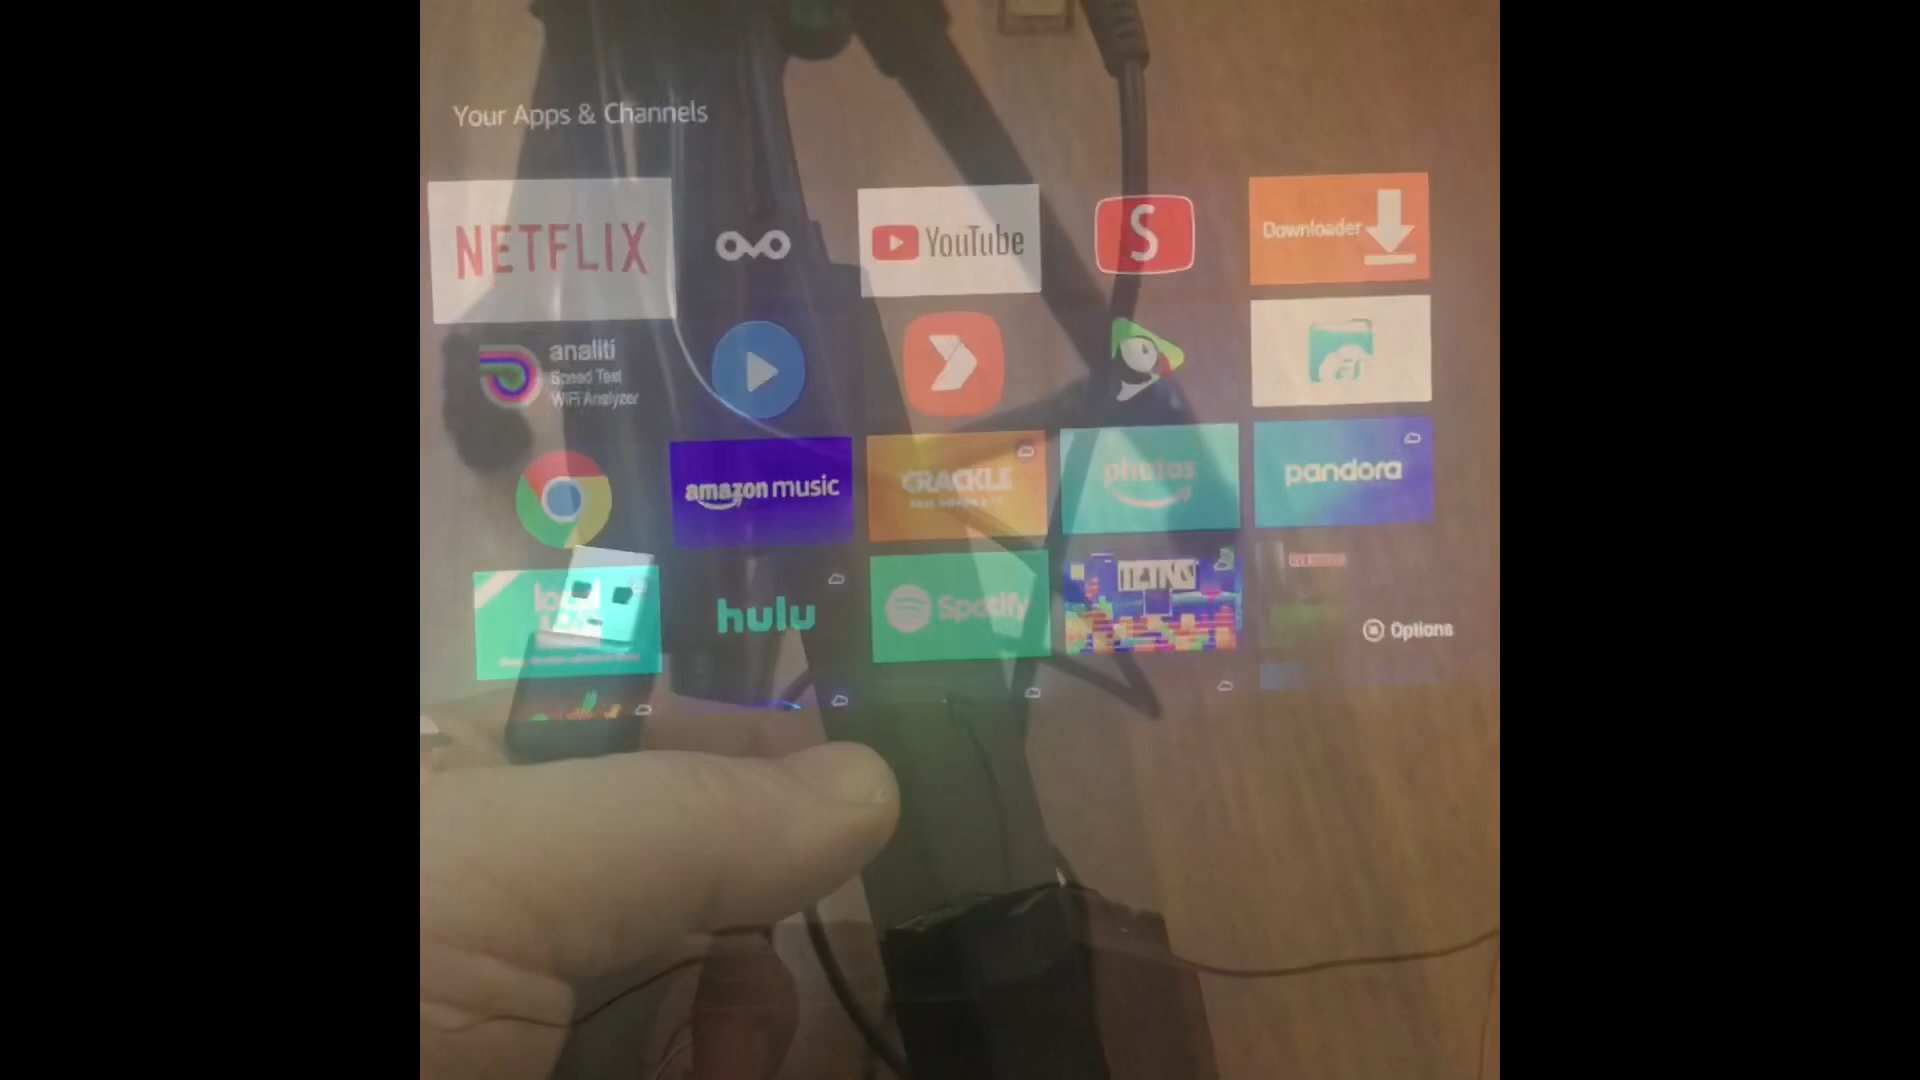 Your Apps & Channels
NETFLIX
YouTube
S
Downloader
analiti
Speed Test
WiFi Analyzer
amazon music
CRACKLE
photos
pandora
hulu
Spotify
TETRIS
Options